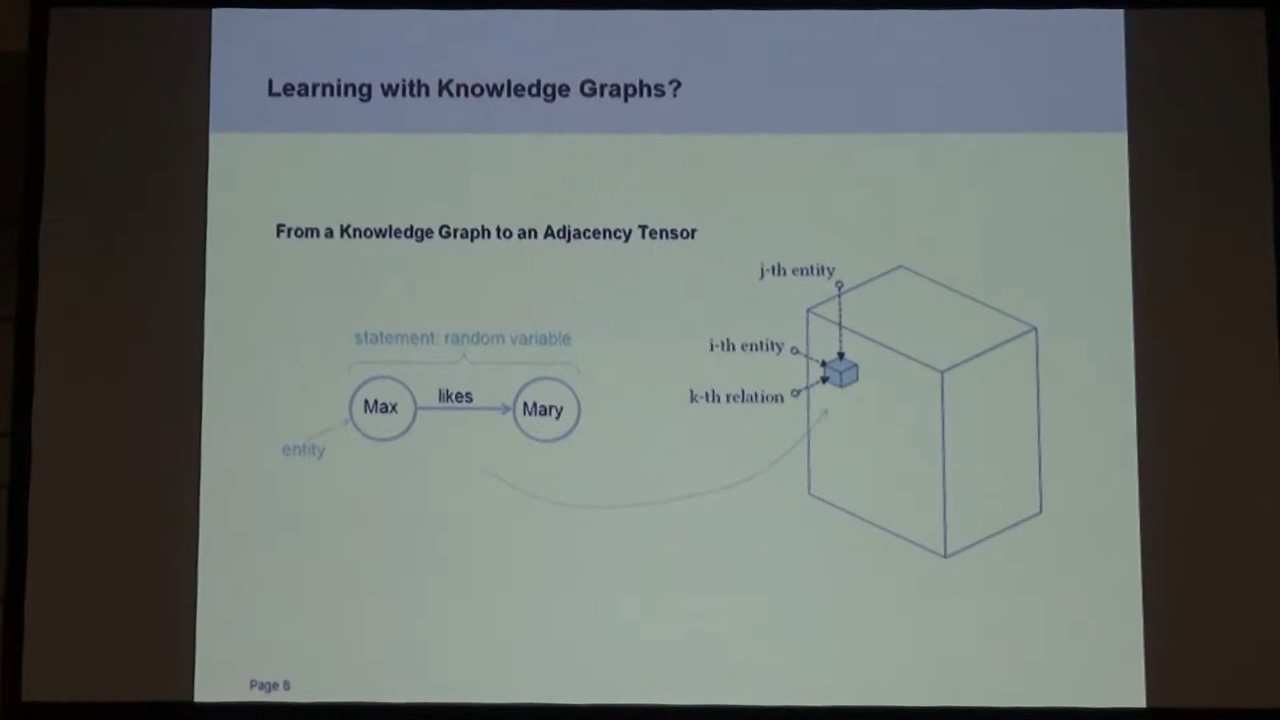 Learning with Knowledge Graphs?
From a Knowledge Graph to an Adjacency Tensor
j-th entity
statement: random variable
i-th entity
likes
Max
Mary
k-th relation
entity
Page 8